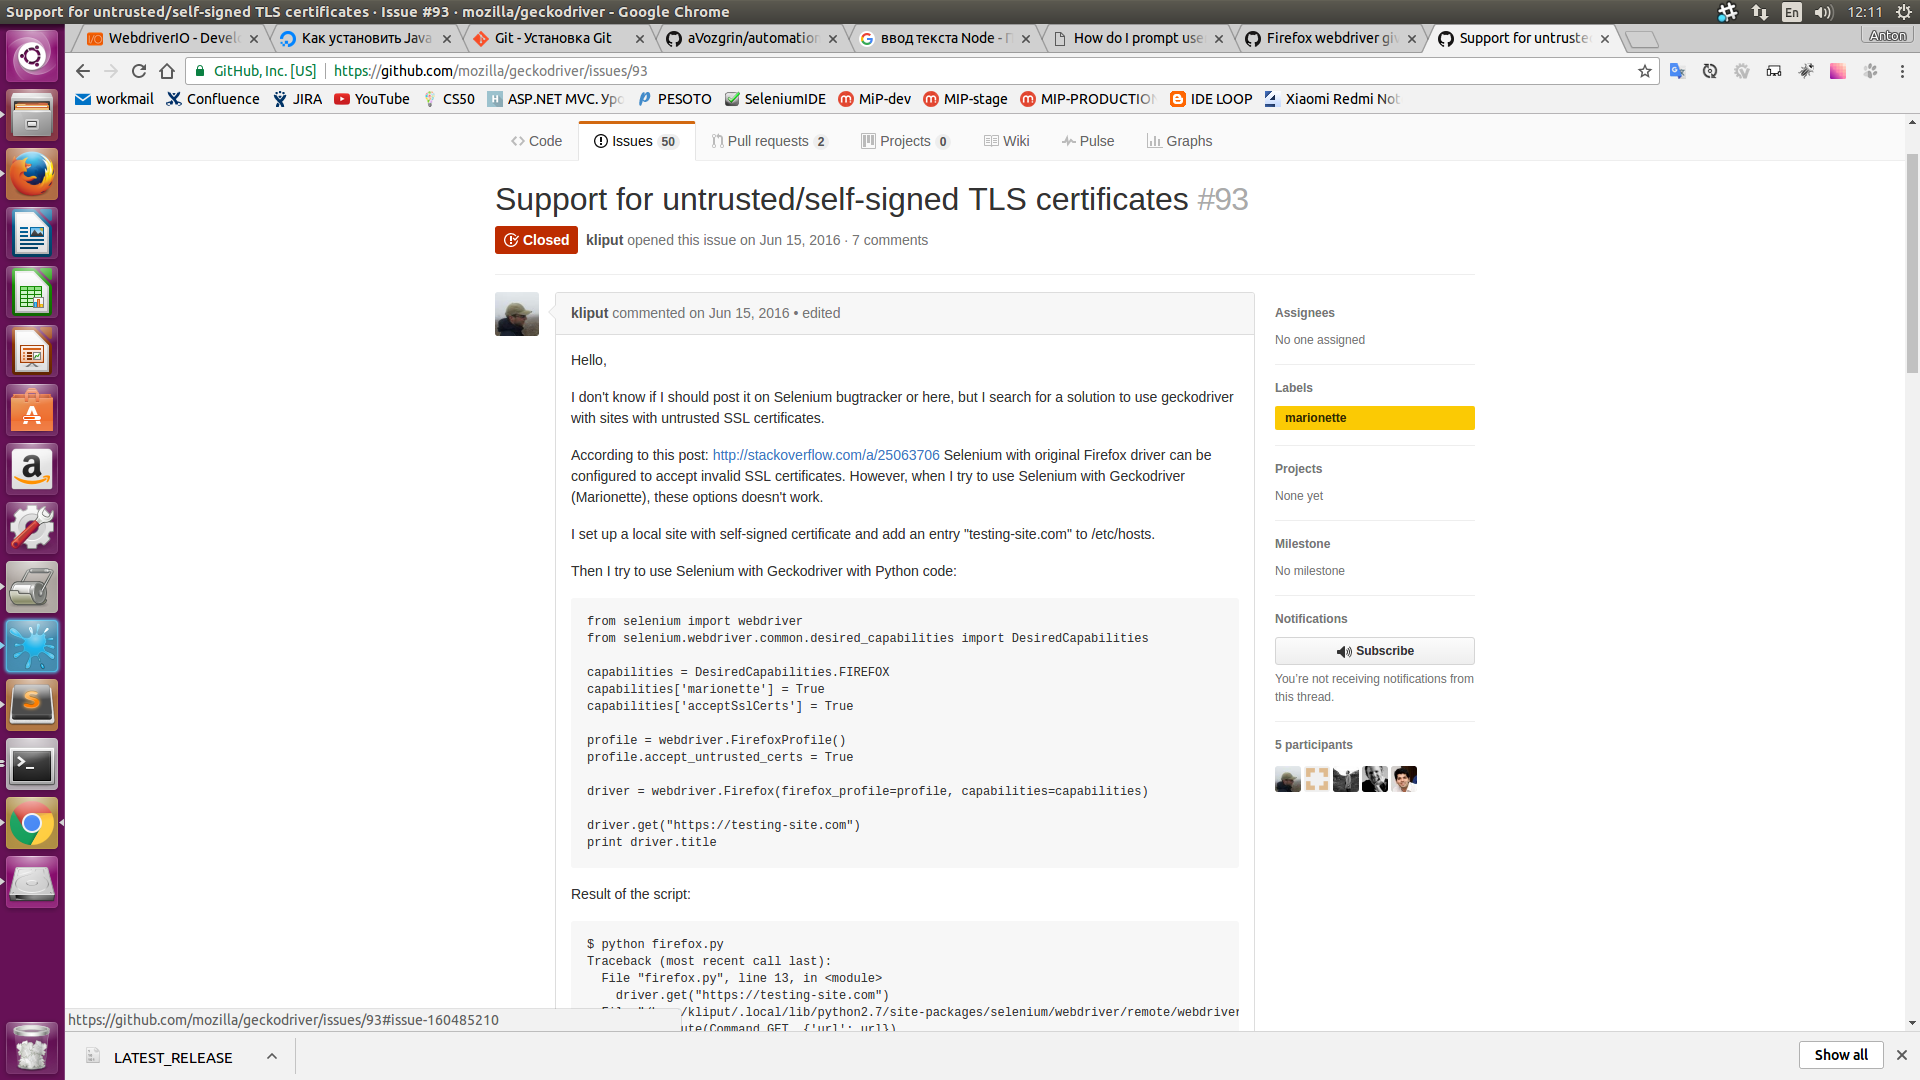 Support for untrusted/self-signed TLS certificates · Issue #93 · mozilla/geckodriver - Google Chrome
En
12:11
WebdriverIO - Devel
Как установить Java
Git - Установка Git
aVozgrin/automation
ввод текста Node - П
How do I prompt use
Firefox webdriver giv
Support for untruste
Anton
GitHub, Inc. [US]
https://github.com/mozilla/geckodriver/issues/93
workmail
Confluence
JIRA
YouTube
CS50
ASP.NET MVC. Уро
PESOTO
SeleniumIDE
MiP-dev
MIP-stage
MIP-PRODUCTION
IDE LOOP
Xiaomi Redmi Not
Code
Issues 50
Pull requests 2
Projects 0
Wiki
Pulse
Graphs
Support for untrusted/self-signed TLS certificates #93
Closed
kliput opened this issue on Jun 15, 2016 · 7 comments
kliput commented on Jun 15, 2016 • edited
Hello,
I don't know if I should post it on Selenium bugtracker or here, but I search for a solution to use geckodriver
with sites with untrusted SSL certificates.
According to this post: http://stackoverflow.com/a/25063706 Selenium with original Firefox driver can be
configured to accept invalid SSL certificates. However, when I try to use Selenium with Geckodriver
(Marionette), these options doesn't work.
I set up a local site with self-signed certificate and add an entry "testing-site.com" to /etc/hosts.
Then I try to use Selenium with Geckodriver with Python code:
from selenium import webdriver
from selenium.webdriver.common.desired_capabilities import DesiredCapabilities
capabilities = DesiredCapabilities.FIREFOX
capabilities['marionette'] = True
capabilities['acceptSslCerts'] = True
profile = webdriver.FirefoxProfile()
profile.accept_untrusted_certs = True
driver = webdriver.Firefox(firefox_profile=profile, capabilities=capabilities)
driver.get("https://testing-site.com")
print driver.title
Result of the script:
$ python firefox.py
Traceback (most recent call last):
File "firefox.py", line 13, in <module>
driver.get("https://testing-site.com")
/kliput/.local/lib/python2.7/site-packages/selenium/webdriver/remote/webdriver
ute(Command.GET, {'url': url})
Assignees
No one assigned
Labels
marionette
Projects
None yet
Milestone
No milestone
Notifications
Subscribe
You're not receiving notifications from
this thread.
5 participants
https://github.com/mozilla/geckodriver/issues/93#issue-160485210
LATEST_RELEASE
Show all